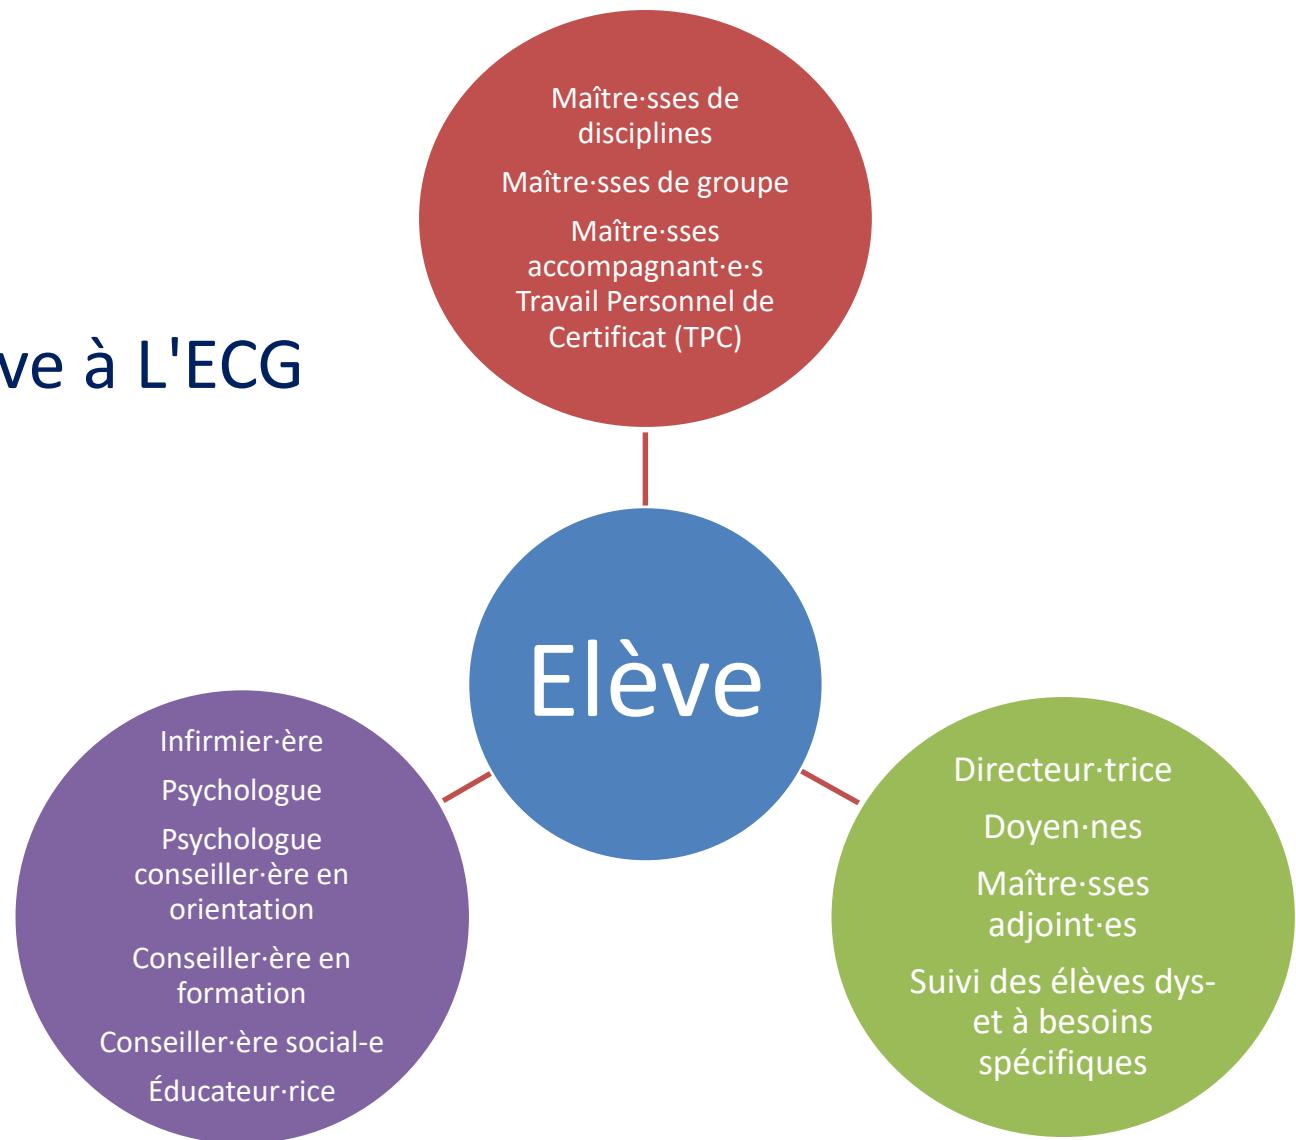 Maître·sses de
disciplines
Maître·sses de groupe
Maître·sses
accompagnant·e·s
Travail Personnel de
Certificat (TPC)
ve à L'ECG
Elève
Infirmier·ère
Psychologue
Psychologue
conseiller·ère en
orientation
Conseiller·ère en
formation
Conseiller·ère social-e
Éducateur·rice
Directeur·trice
Doyen·nes
Maître·sses
adjoint·es
Suivi des élèves dys-
et à besoins
spécifiques